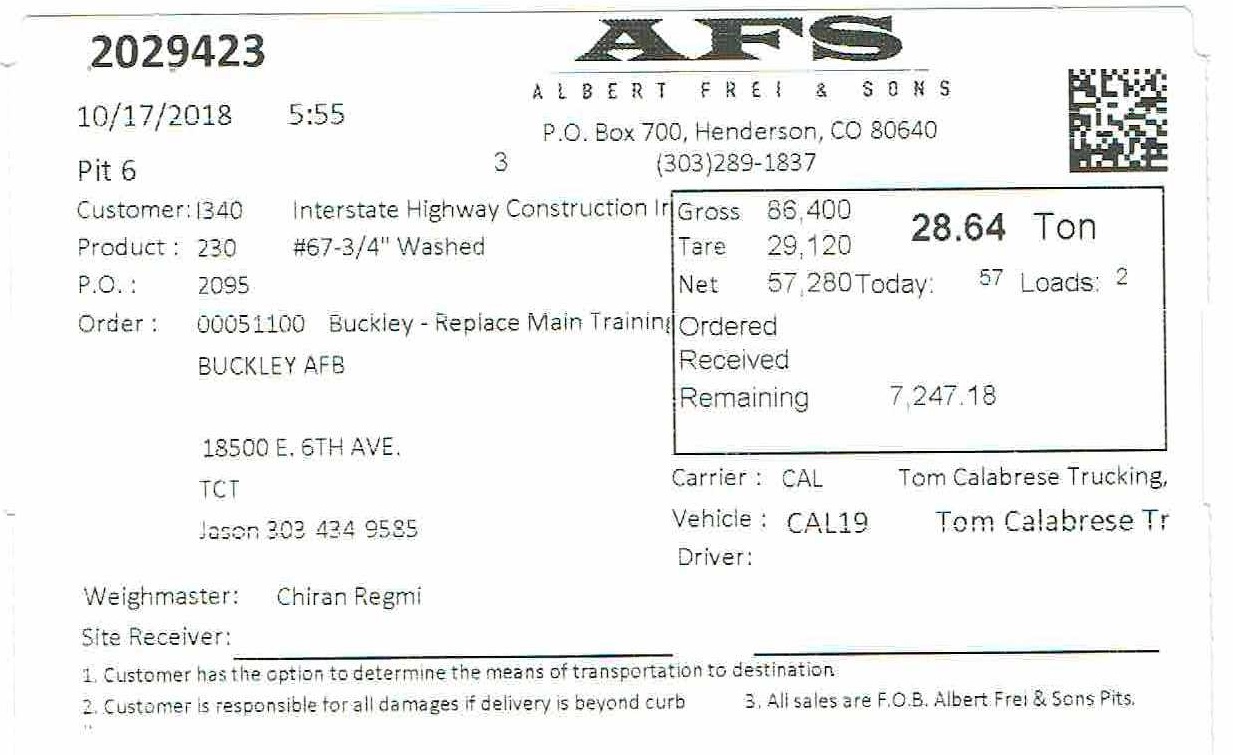 2029423
AFS
ALBERT FREI & SONS
10/17/2018 5:55
P.O. Box 700, Henderson, CO 80640
Pit 6 3 (303)289-1837
Customer: I340 Interstate Highway Construction Ir
Gross 86,400 28.64 Ton
Product : 230 #67-3/4" Washed
Tare 29,120
P.O. : 2095
Net 57,280 Today: 57 Loads: 2
Order : 00051100 Buckley - Replace Main Training
Ordered
BUCKLEY AFB
Received
Remaining 7,247.18
18500 E. 6TH AVE.
TCT
Carrier : CAL Tom Calabrese Trucking,
Jason 303 434 9585
Vehicle : CAL19 Tom Calabrese Tr
Driver:
Weighmaster: Chiran Regmi
Site Receiver:
1. Customer has the option to determine the means of transportation to destination
2. Customer is responsible for all damages if delivery is beyond curb 3. All sales are F.O.B. Albert Frei & Sons Pits.